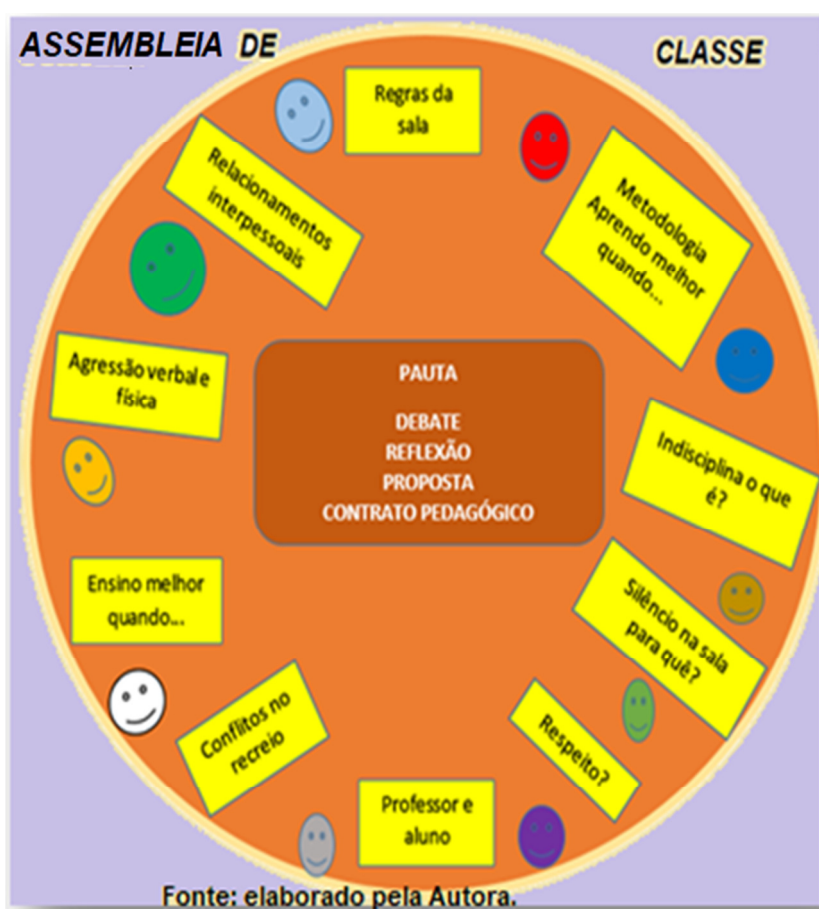 ASSEMBLEIA DE CLASSE
Regras da
sala
Relacionamentos
interpessoais
Metodologia
Aprendo melhor
quando...
Agressão verbal e
física
PAUTA
DEBATE
REFLEXÃO
PROPOSTA
CONTRATO PEDAGÓGICO
Indisciplina o que
é?
Ensino melhor
quando...
Silêncio na sala
para quê?
Conflitos no
recreio
Respeito?
Professor e
aluno
Fonte: elaborado pela Autora.